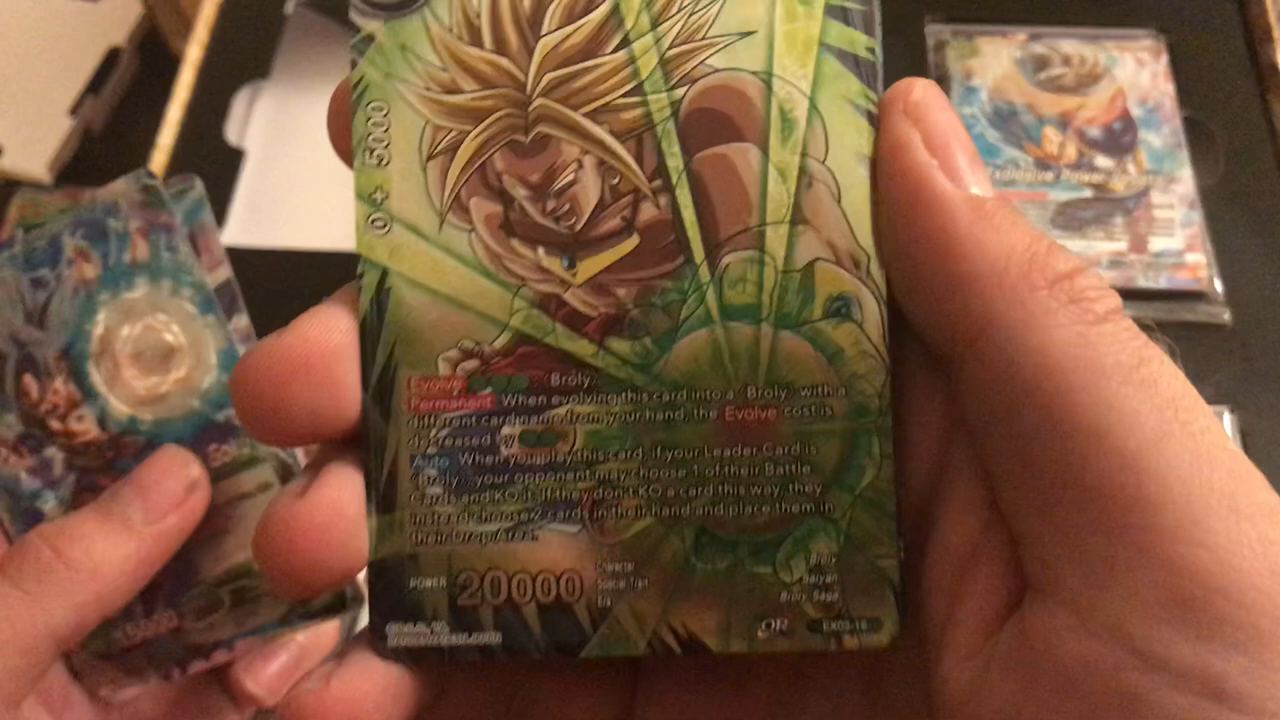 0+ 5000
Evolve : ‹Broly›
Permanent When evolving this card into a ‹Broly› with a
different card name from your hand, the Evolve cost is
decreased by
Auto When you play this card, if your Leader Card is
‹Broly›, your opponent may choose 1 of their Battle
Cards and KO it. If they don't KO a card this way, they
instead choose 2 cards in their hand and place them in
their Drop Area.
POWER 20000
Character Broly
Special Trait Saiyan
Era Broly Saga
EX03-16
Explosive Power